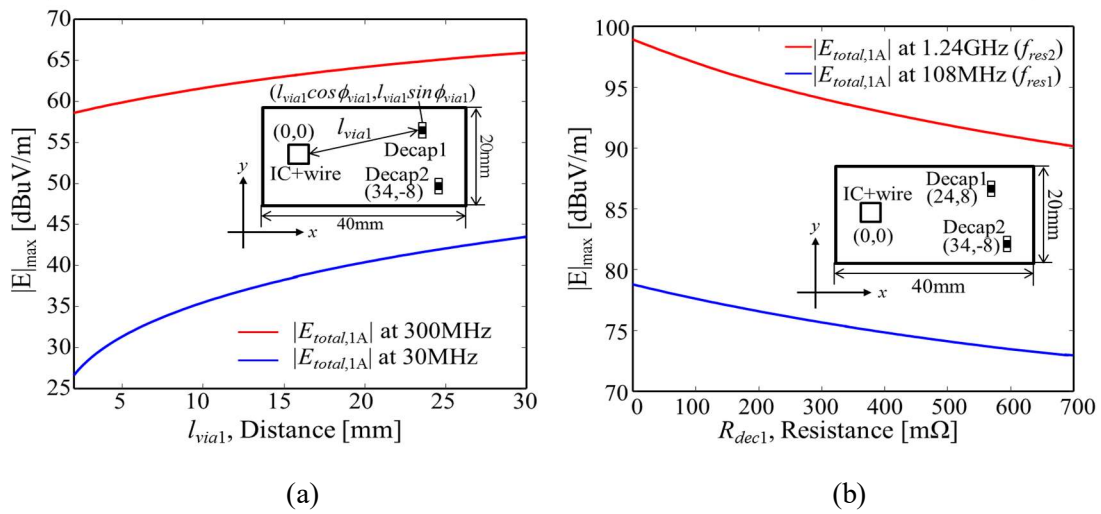 70
65
60
55
50
45
40
35
30
25
|E|max [dBuV/m]
(lvia1cosϕvia1,lvia1sinϕvia1)
(0,0)
lvia1
Decap1
IC+wire
Decap2
(34,-8)
20mm
y
x
40mm
|Etotal,1A| at 300MHz
|Etotal,1A| at 30MHz
5 10 15 20 25 30
lvia1, Distance [mm]
(a)
100
95
90
85
80
75
70
|E|max [dBuV/m]
|Etotal,1A| at 1.24GHz (fres2)
|Etotal,1A| at 108MHz (fres1)
IC+wire
Decap1
(24,8)
(0,0)
Decap2
(34,-8)
20mm
y
x
40mm
0 100 200 300 400 500 600 700
Rdec1, Resistance [mΩ]
(b)